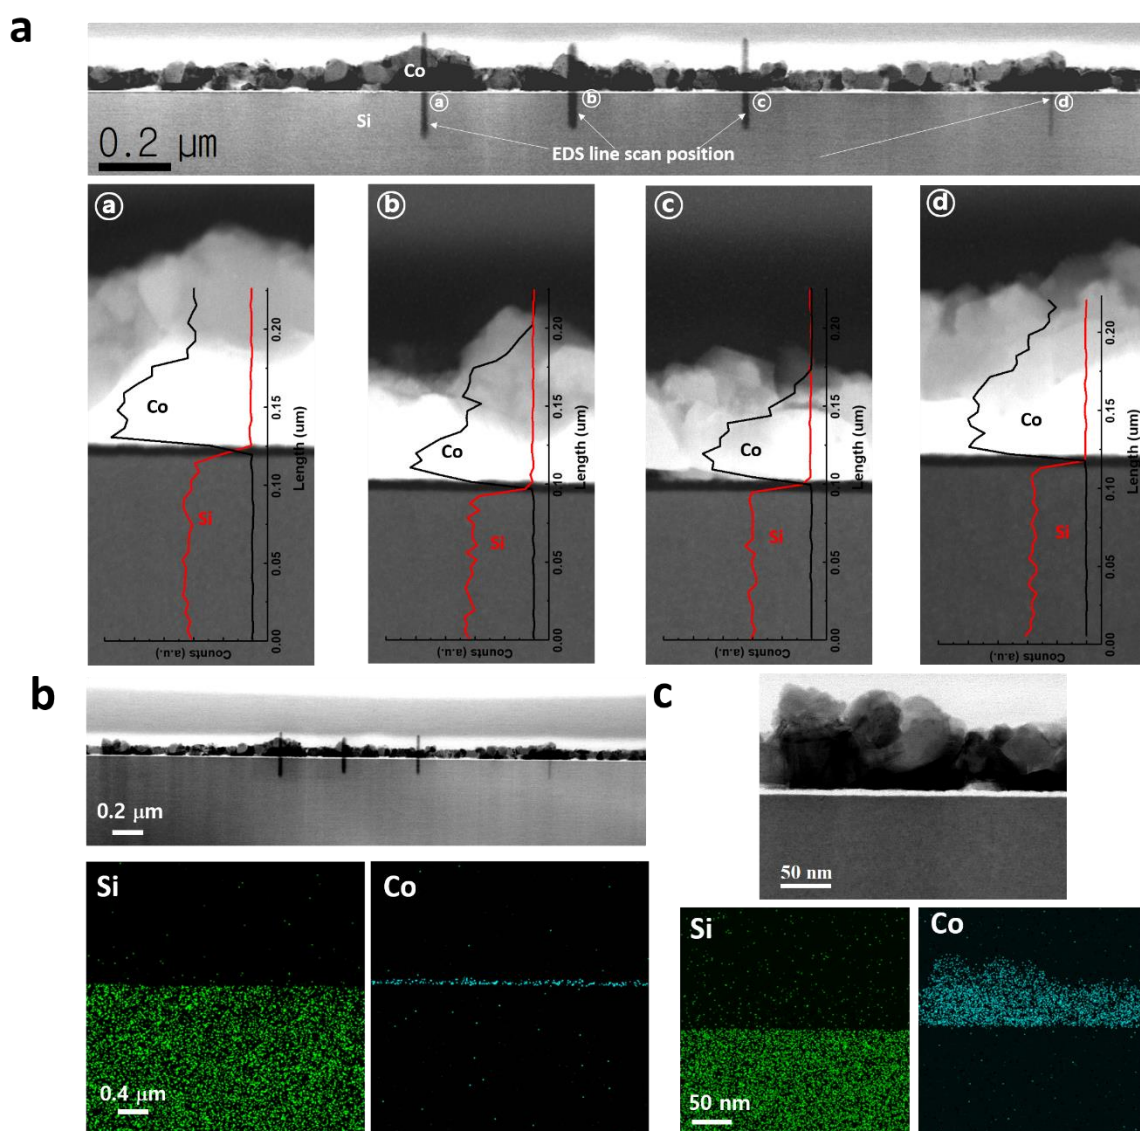 a
Co
ⓐ
ⓑ
ⓒ
ⓓ
Si
EDS line scan position
0.2 μm
ⓐ
Co
Si
0.20
0.15
0.10
0.05
0.00
Length (um)
Counts (a.u.)
ⓑ
Co
Si
0.20
0.15
0.10
0.05
0.00
Length (um)
Counts (a.u.)
ⓒ
Co
Si
0.20
0.15
0.10
0.05
0.00
Length (um)
Counts (a.u.)
ⓓ
Co
Si
0.20
0.15
0.10
0.05
0.00
Length (um)
Counts (a.u.)
b
0.2 μm
Si
0.4 μm
Co
c
50 nm
Si
50 nm
Co